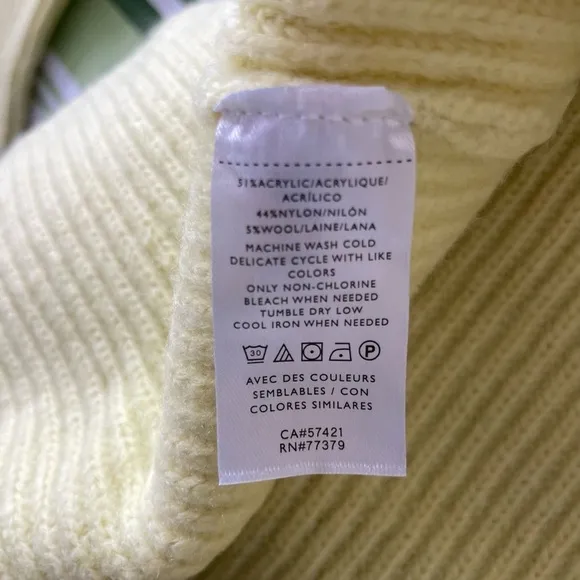 51%ACRYLIC/ACRYLIQUE/
ACRÍLICO
44%NYLON/NILÓN
5%WOOL/LAINE/LANA
MACHINE WASH COLD
DELICATE CYCLE WITH LIKE
COLORS
ONLY NON-CHLORINE
BLEACH WHEN NEEDED
TUMBLE DRY LOW
COOL IRON WHEN NEEDED
30 P
AVEC DES COULEURS
SEMBLABLES / CON
COLORES SIMILARES
CA#57421
RN#77379